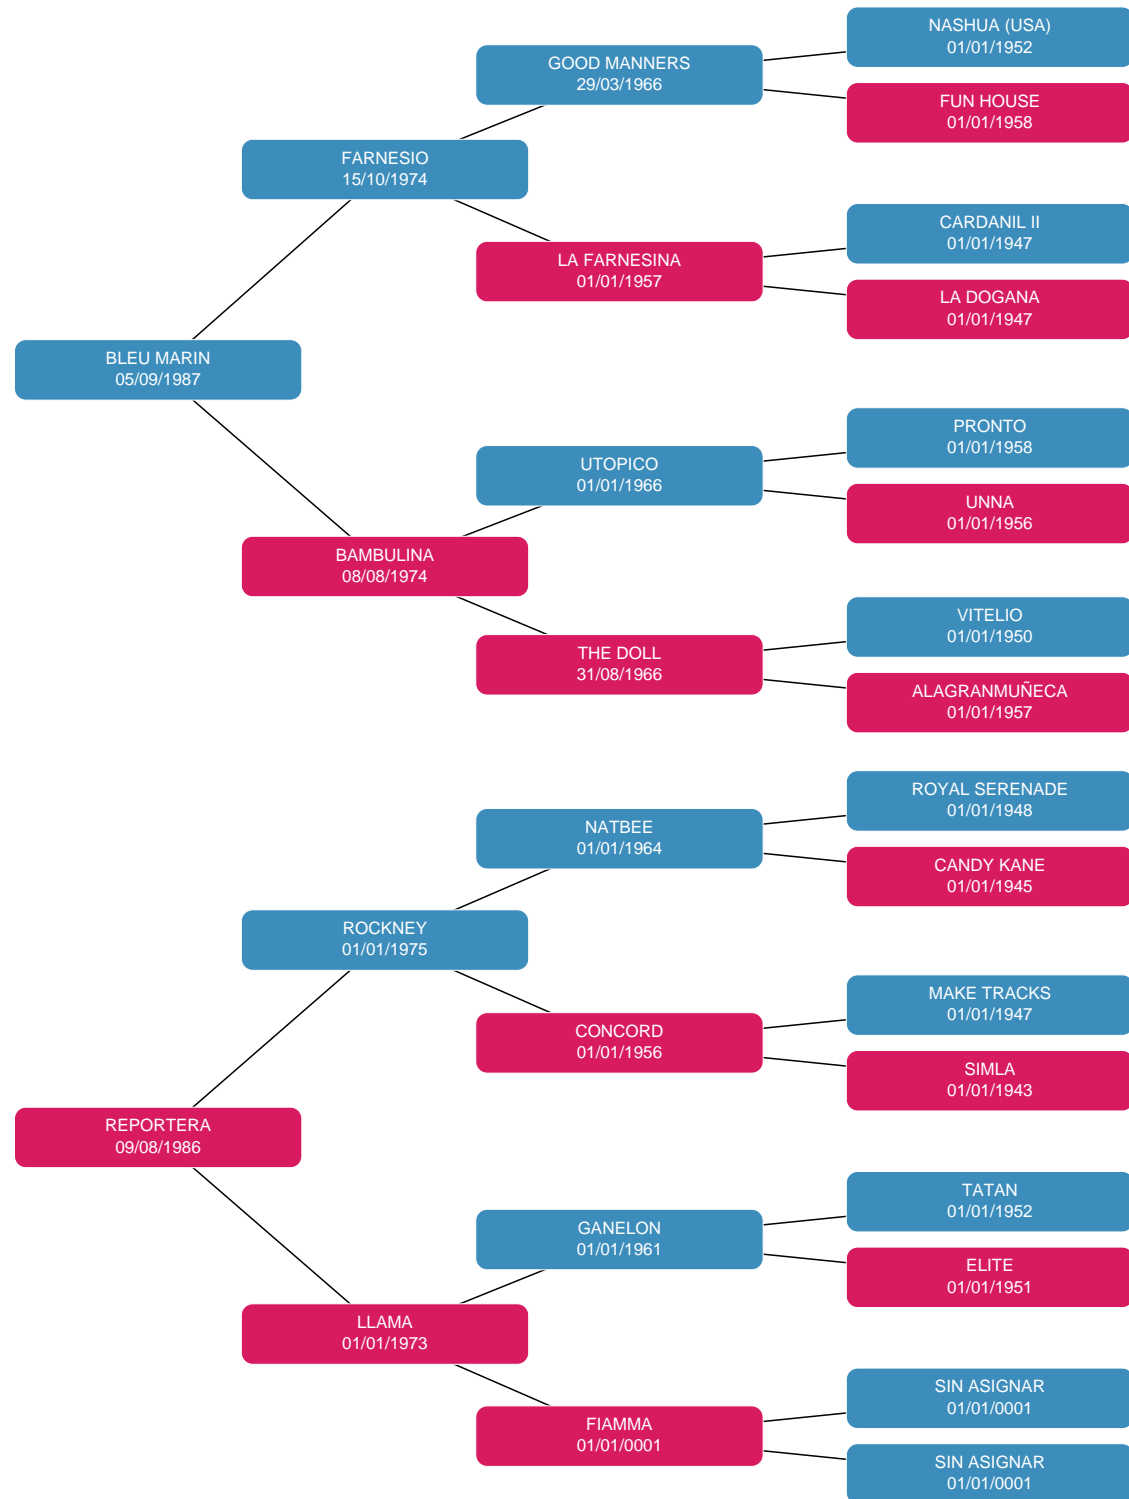 NASHUA (USA)
01/01/1952
GOOD MANNERS
29/03/1966
FUN HOUSE
01/01/1958
FARNESIO
15/10/1974
CARDANIL II
01/01/1947
LA FARNESINA
01/01/1957
LA DOGANA
01/01/1947
BLEU MARIN
05/09/1987
PRONTO
01/01/1958
UTOPICO
01/01/1966
UNNA
01/01/1956
BAMBULINA
08/08/1974
VITELIO
01/01/1950
THE DOLL
31/08/1966
ALAGRANMUÑECA
01/01/1957
ROYAL SERENADE
01/01/1948
NATBEE
01/01/1964
CANDY KANE
01/01/1945
ROCKNEY
01/01/1975
MAKE TRACKS
01/01/1947
CONCORD
01/01/1956
SIMLA
01/01/1943
REPORTERA
09/08/1986
TATAN
01/01/1952
GANELON
01/01/1961
ELITE
01/01/1951
LLAMA
01/01/1973
SIN ASIGNAR
01/01/0001
FIAMMA
01/01/0001
SIN ASIGNAR
01/01/0001